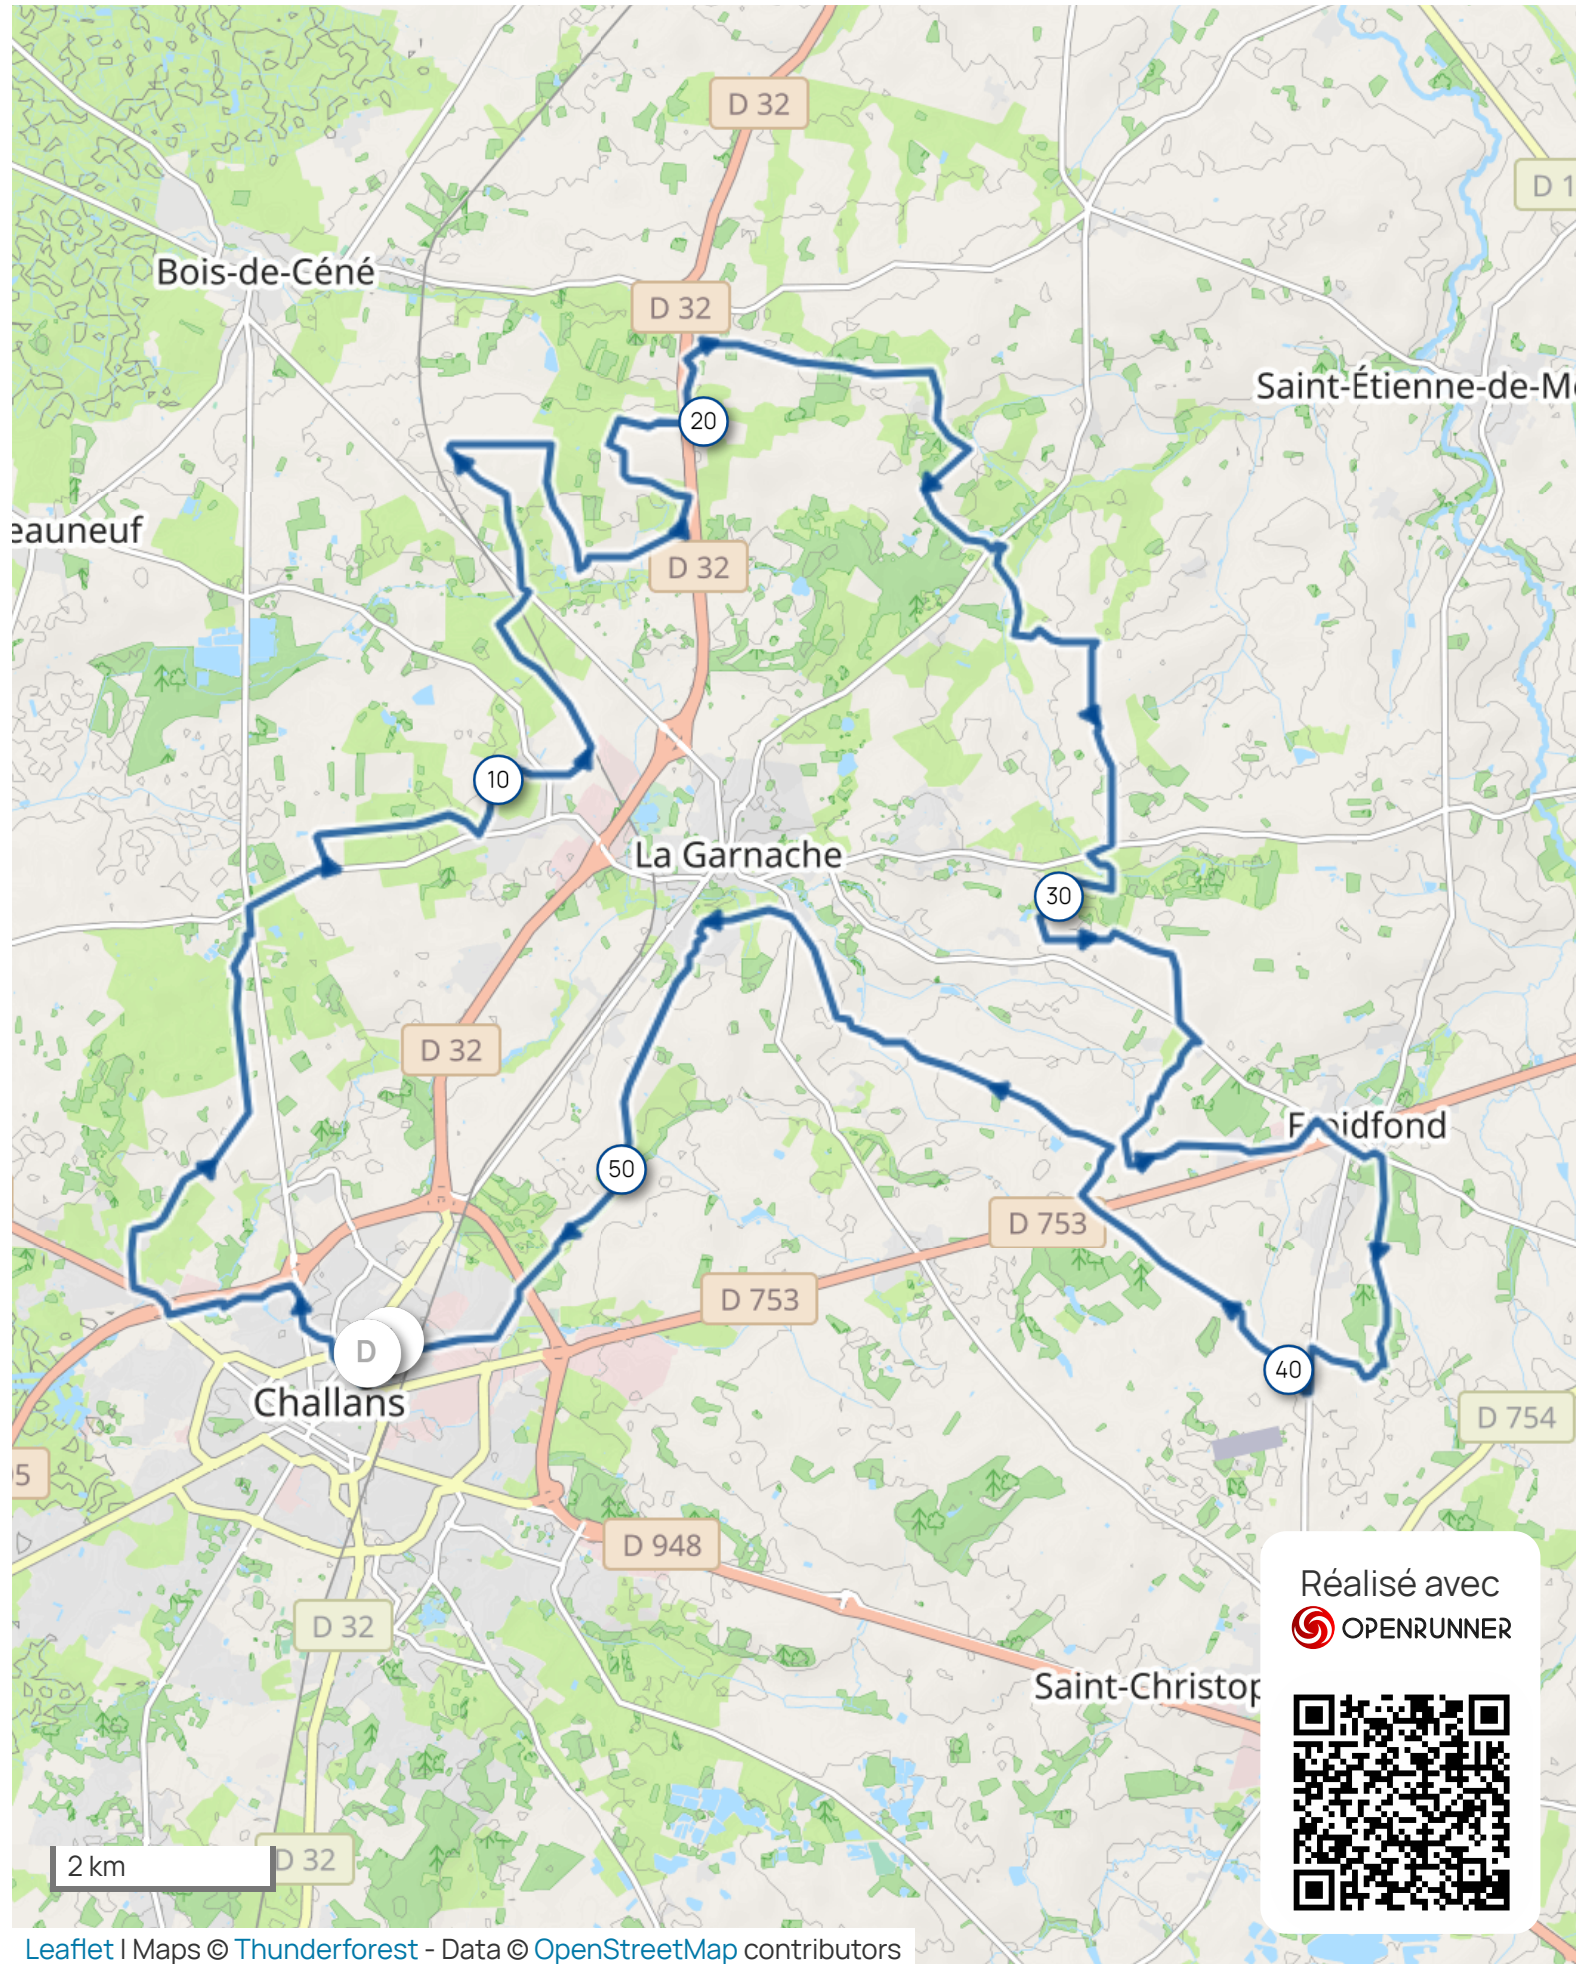 D 32
D 1
Bois-de-Céné
D 32
Saint-Étienne-de-M
20
eauneuf
D 32
10
La Garnache
30
D 32
Froidfond
50
D 753
D 753
D
40
Challans
D 754
5
D 948
Réalisé avec
OPENRUNNER
D 32
Saint-Christop
2 km
D 32
Leaflet | Maps © Thunderforest - Data © OpenStreetMap contributors